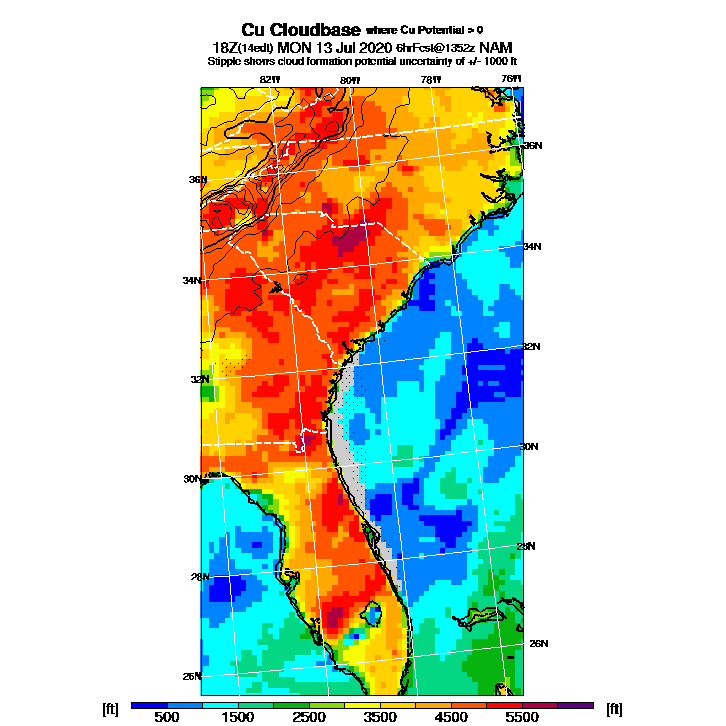 Cu Cloudbase where Cu Potential > 0
18Z(14edt) MON 13 Jul 2020 6hrFcst@1352z NAM
Stipple shows cloud formation potential uncertainty of +/- 1000 ft
82W 80W 78W 76W
36N
36N
34N
34N
32N
32N
30N
30N
28N
28N
26N
26N
[ft] 500 1500 2500 3500 4500 5500 [ft]